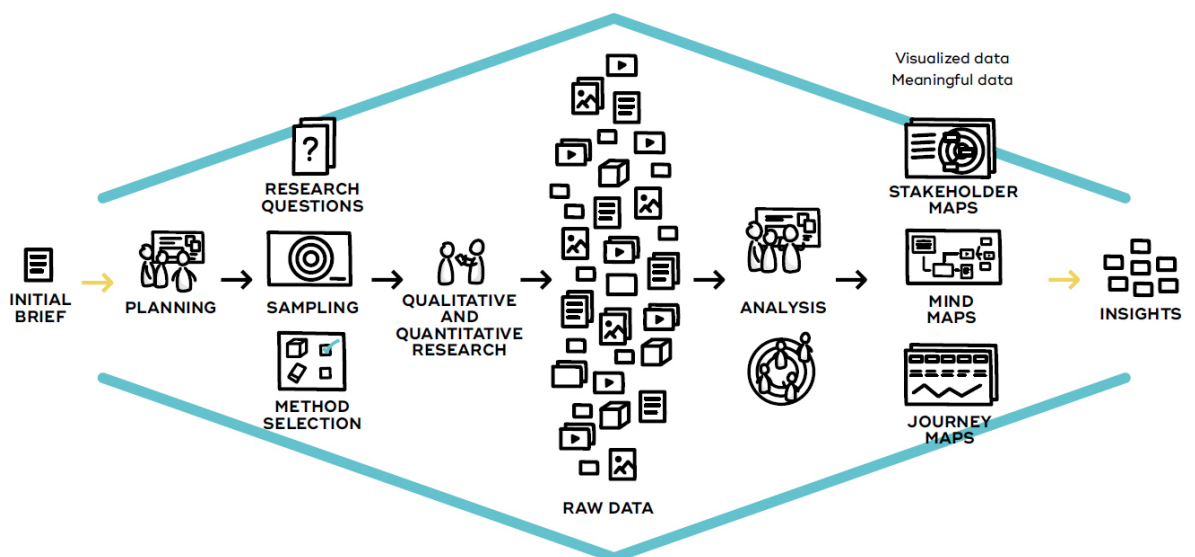 Visualized data
Meaningful data
?
RESEARCH
QUESTIONS
STAKEHOLDER
MAPS
INITIAL
BRIEF
PLANNING
SAMPLING
QUALITATIVE
AND
QUANTITATIVE
RESEARCH
ANALYSIS
MIND
MAPS
INSIGHTS
METHOD
SELECTION
JOURNEY
MAPS
RAW DATA